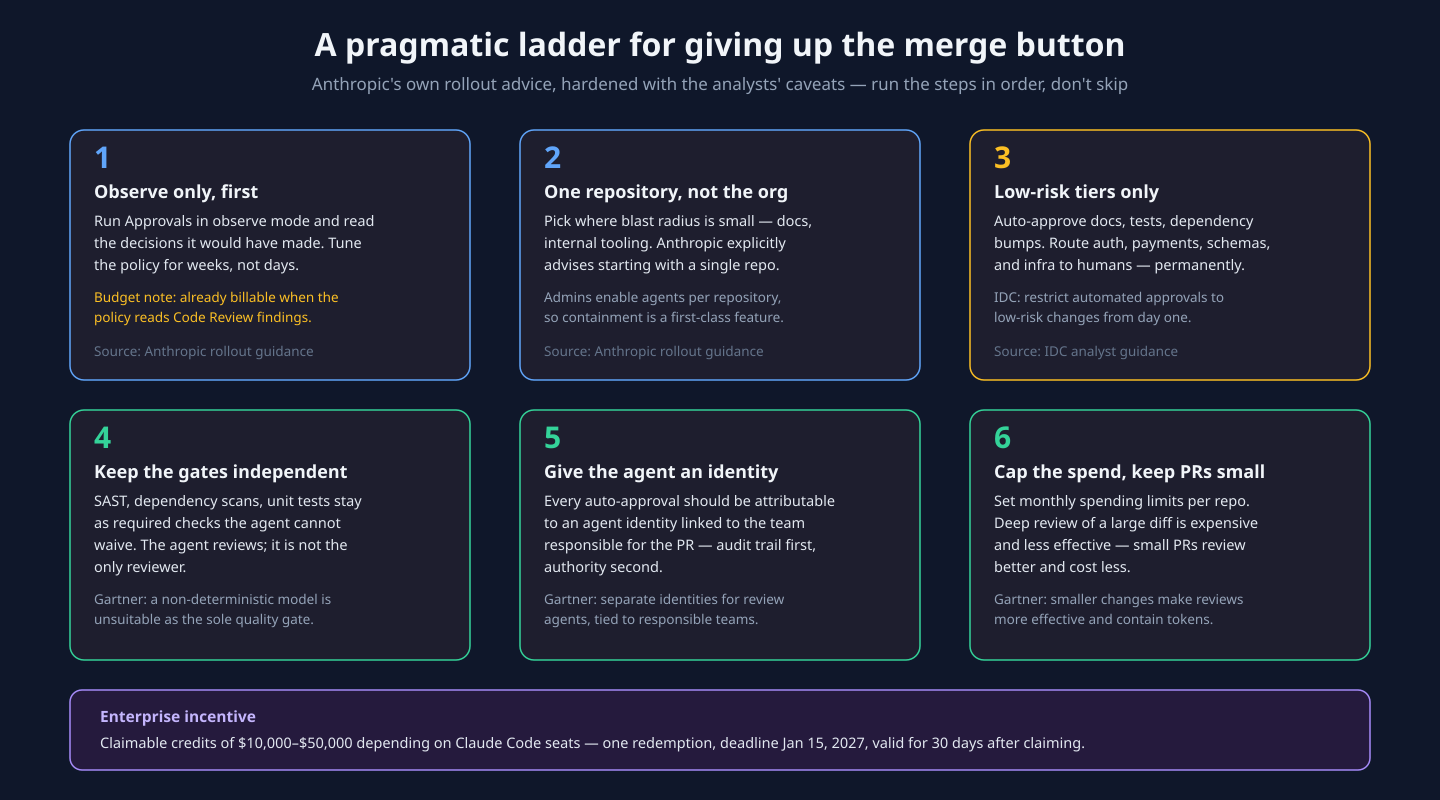 A pragmatic ladder for giving up the merge button
Anthropic's own rollout advice, hardened with the analysts' caveats — run the steps in order, don't skip
1
Observe only, first
Run Approvals in observe mode and read
the decisions it would have made. Tune
the policy for weeks, not days.
Budget note: already billable when the
policy reads Code Review findings.
Source: Anthropic rollout guidance
2
One repository, not the org
Pick where blast radius is small — docs,
internal tooling. Anthropic explicitly
advises starting with a single repo.
Admins enable agents per repository,
so containment is a first-class feature.
Source: Anthropic rollout guidance
3
Low-risk tiers only
Auto-approve docs, tests, dependency
bumps. Route auth, payments, schemas,
and infra to humans — permanently.
IDC: restrict automated approvals to
low-risk changes from day one.
Source: IDC analyst guidance
4
Keep the gates independent
SAST, dependency scans, unit tests stay
as required checks the agent cannot
waive. The agent reviews; it is not the
only reviewer.
Gartner: a non-deterministic model is
unsuitable as the sole quality gate.
5
Give the agent an identity
Every auto-approval should be attributable
to an agent identity linked to the team
responsible for the PR — audit trail first,
authority second.
Gartner: separate identities for review
agents, tied to responsible teams.
6
Cap the spend, keep PRs small
Set monthly spending limits per repo.
Deep review of a large diff is expensive
and less effective — small PRs review
better and cost less.
Gartner: smaller changes make reviews
more effective and contain tokens.
Enterprise incentive
Claimable credits of $10,000–$50,000 depending on Claude Code seats — one redemption, deadline Jan 15, 2027, valid for 30 days after claiming.